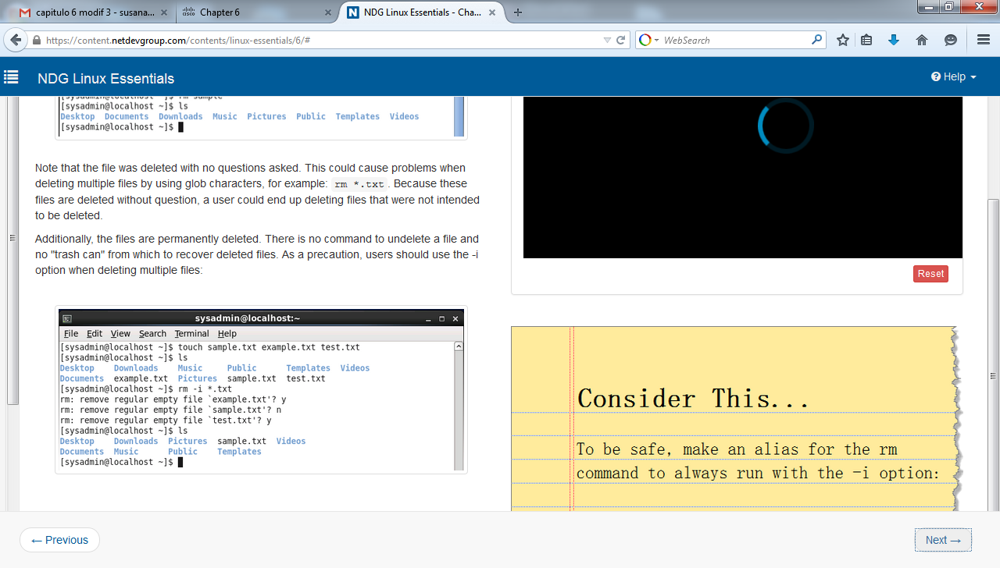 capitulo 6 modif 3 - susana...
Chapter 6
NDG Linux Essentials - Cha...
https://content.netdevgroup.com/contents/linux-essentials/6/#
WebSearch
NDG Linux Essentials
Help
[sysadmin@localhost ~]$ rm sample
[sysadmin@localhost ~]$ ls
Desktop Documents Downloads Music Pictures Public Templates Videos
[sysadmin@localhost ~]$
Note that the file was deleted with no questions asked. This could cause problems when
deleting multiple files by using glob characters, for example: rm *.txt. Because these
files are deleted without question, a user could end up deleting files that were not intended
to be deleted.
Additionally, the files are permanently deleted. There is no command to undelete a file and
no "trash can" from which to recover deleted files. As a precaution, users should use the -i
option when deleting multiple files:
sysadmin@localhost:~
File Edit View Search Terminal Help
[sysadmin@localhost ~]$ touch sample.txt example.txt test.txt
[sysadmin@localhost ~]$ ls
Desktop Downloads Music Public Templates Videos
Documents example.txt Pictures sample.txt test.txt
[sysadmin@localhost ~]$ rm -i *.txt
rm: remove regular empty file `example.txt'? y
rm: remove regular empty file `sample.txt'? n
rm: remove regular empty file `test.txt'? y
[sysadmin@localhost ~]$ ls
Desktop Downloads Pictures sample.txt Videos
Documents Music Public Templates
[sysadmin@localhost ~]$
Reset
Consider This...
To be safe, make an alias for the rm
command to always run with the -i option:
← Previous
Next →